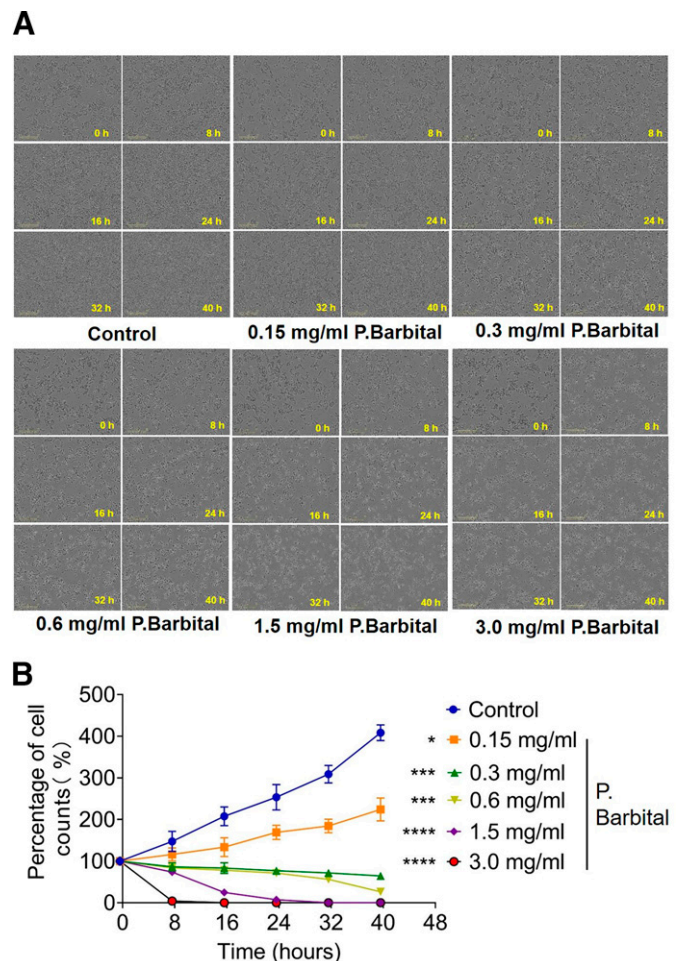 A
0 h 8 h 0 h 8 h 0 h 8 h
16 h 24 h 16 h 24 h 16 h 24 h
32 h 40 h 32 h 40 h 32 h 40 h
Control 0.15 mg/ml P.Barbital 0.3 mg/ml P.Barbital
0 h 8 h 0 h 8 h 0 h 8 h
16 h 24 h 16 h 24 h 16 h 24 h
32 h 40 h 32 h 40 h 32 h 40 h
0.6 mg/ml P.Barbital 1.5 mg/ml P.Barbital 3.0 mg/ml P.Barbital
B
Percentage of cell
counts( %)
500
400
300
200
100
0
0 8 16 24 32 40 48
Time (hours)
Control
* 0.15 mg/ml
*** 0.3 mg/ml
*** 0.6 mg/ml
**** 1.5 mg/ml
**** 3.0 mg/ml
P.
Barbital